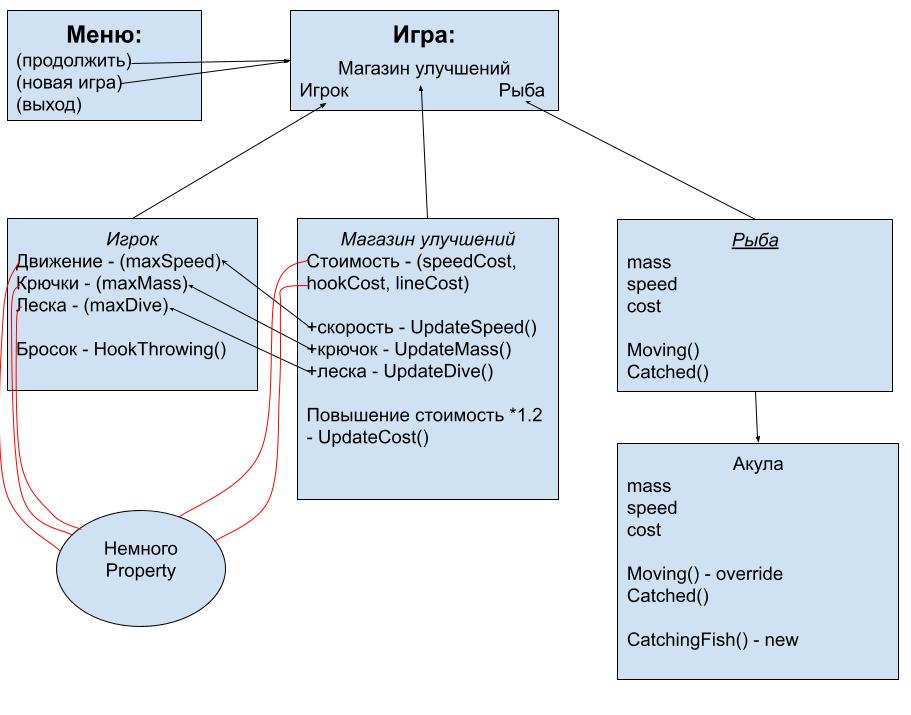 Меню:
(продолжить)
(новая игра)
(выход)
Игра:
Магазин улучшений
Игрок
Рыба
Игрок
Движение - (maxSpeed)
Крючки - (maxMass)
Леска - (maxDive)
Бросок - HookThrowing()
Магазин улучшений
Стоимость - (speedCost,
hookCost, lineCost)
+скорость - UpdateSpeed()
+крючок - UpdateMass()
+леска - UpdateDive()
Повышение стоимость *1.2
- UpdateCost()
Рыба
mass
speed
cost
Moving()
Catched()
Акула
mass
speed
cost
Moving() - override
Catched()
CatchingFish() - new
Немного
Property